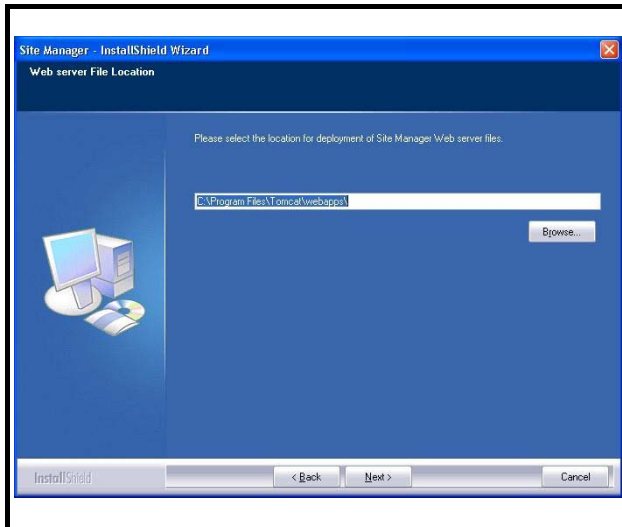 Site Manager - InstallShield Wizard
Web server File Location
Please select the location for deployment of Site Manager Web server files.
C:\Program Files\Tomcat\webapps\
Browse...
InstallShield
< Back
Next >
Cancel